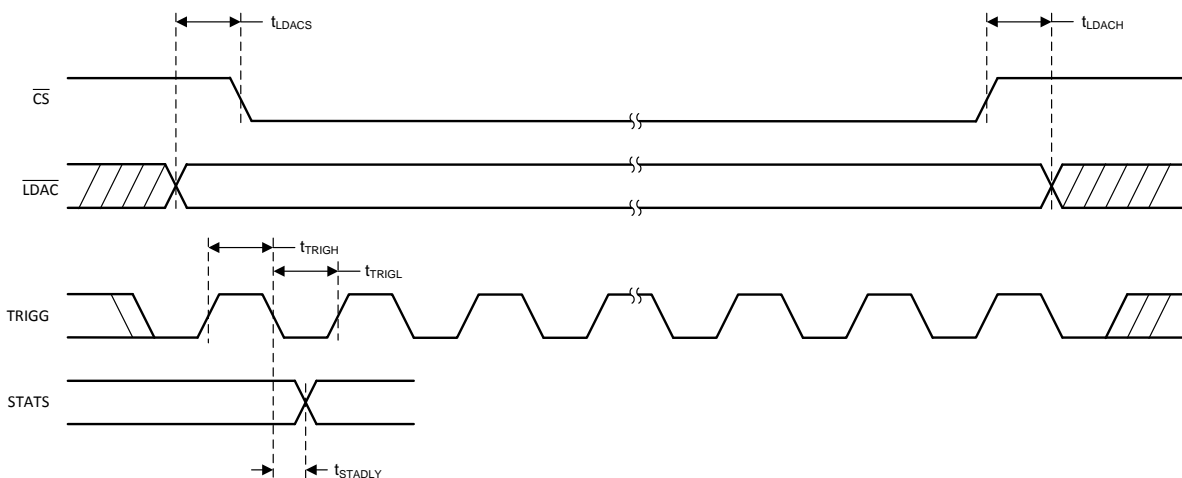 tLDACS
tLDACH
CS
LDAC
tTRIGH
tTRIGL
TRIGG
STATS
tSTADLY